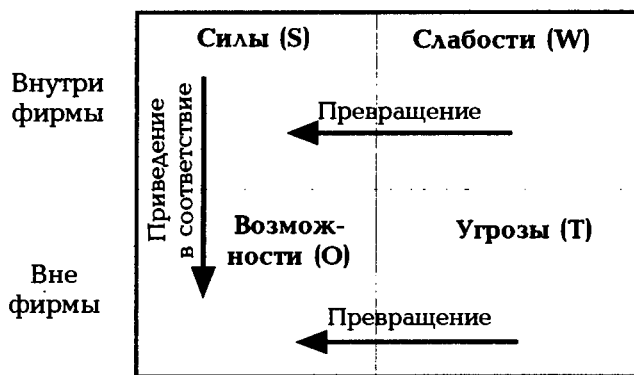 Силы (S)
Слабости (W)
Внутри
фирмы
Приведение
в соответствие
Превращение
Возмож-
ности (O)
Угрозы (T)
Вне
фирмы
Превращение